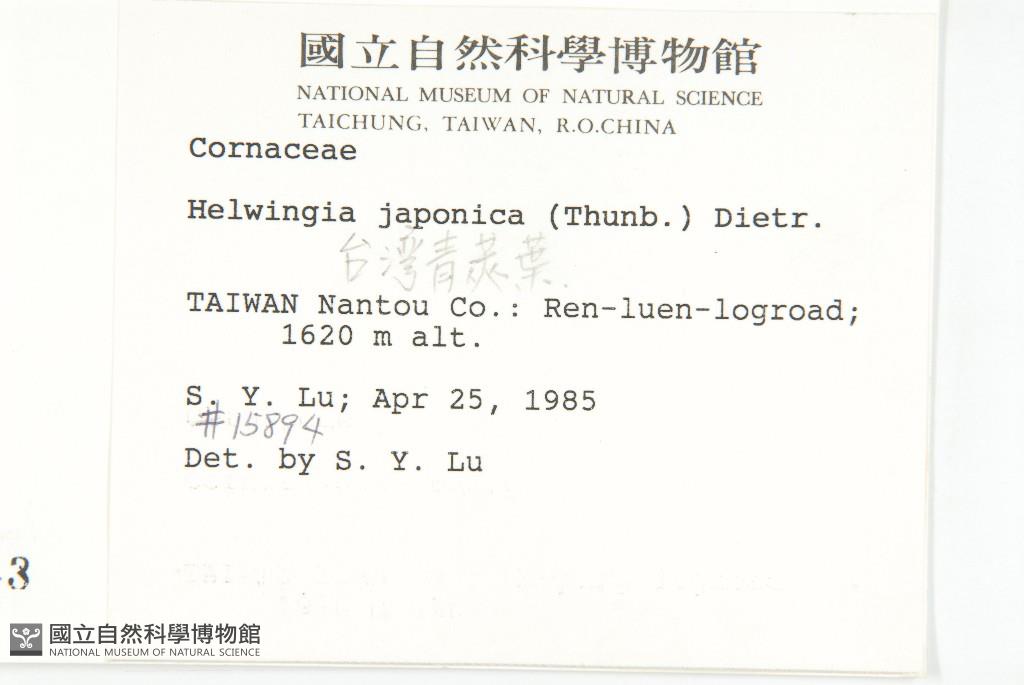 國立自然科學博物館
NATIONAL MUSEUM OF NATURAL SCIENCE
TAICHUNG, TAIWAN, R.O.CHINA
Cornaceae
Helwingia japonica (Thunb.) Dietr.
台灣青莢葉.
TAIWAN Nantou Co.: Ren-luen-logroad;
1620 m alt.
S. Y. Lu; Apr 25, 1985
#15894
Det. by S. Y. Lu
3
國立自然科學博物館
NATIONAL MUSEUM OF NATURAL SCIENCE